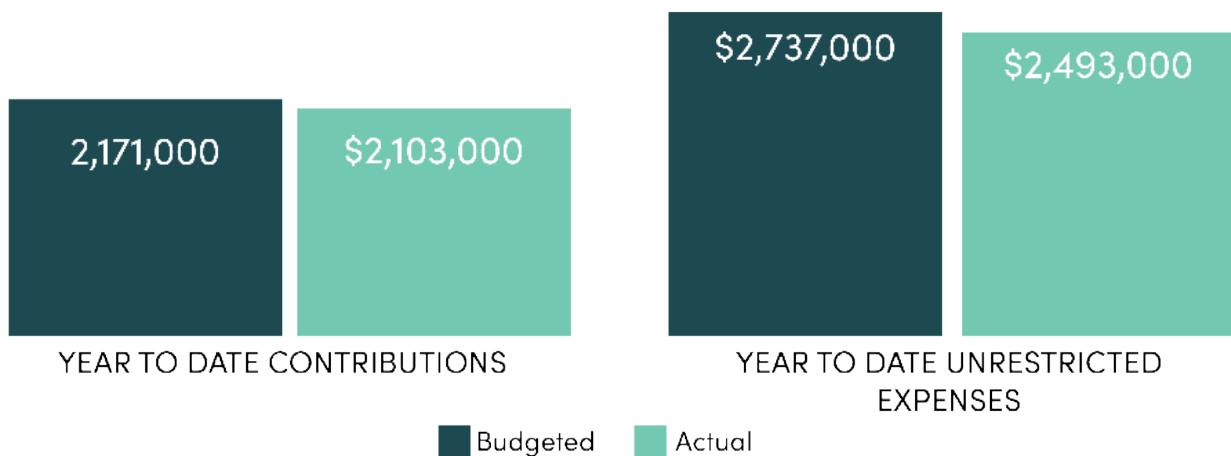 $2,737,000
$2,493,000
2,171,000
$2,103,000
YEAR TO DATE CONTRIBUTIONS
YEAR TO DATE UNRESTRICTED
EXPENSES
Budgeted
Actual